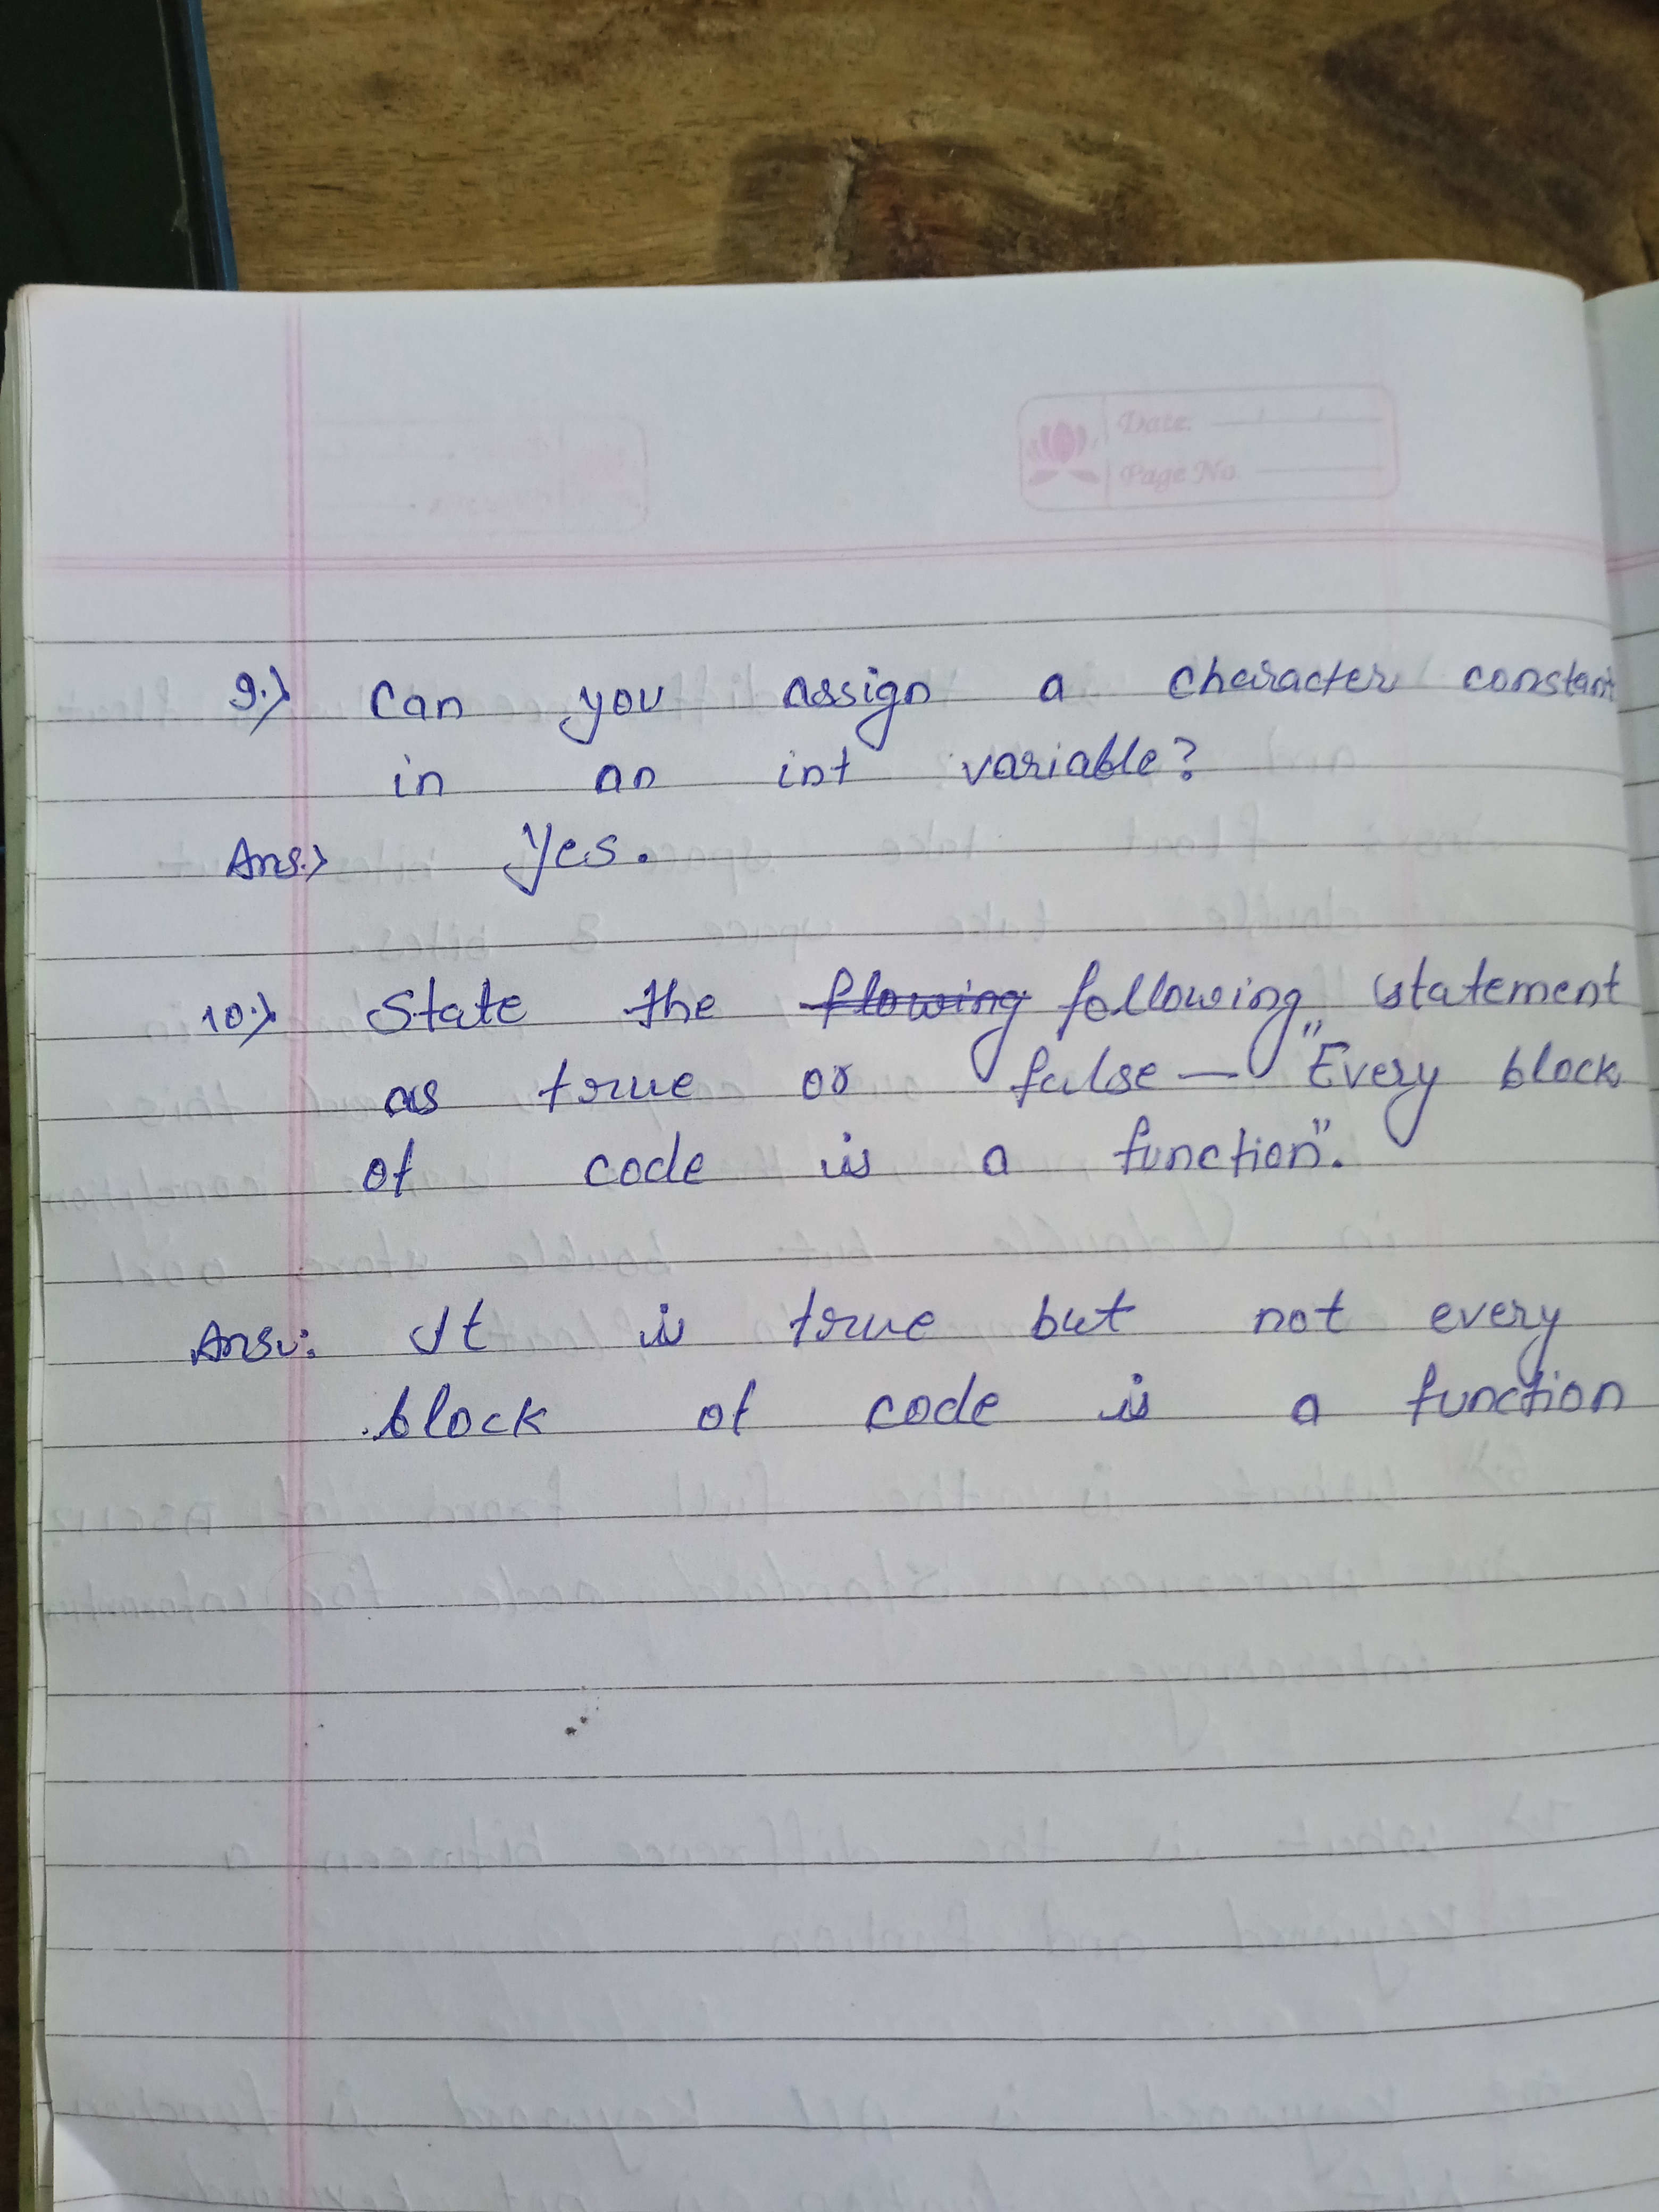 Date.
Page No
9.) Can you assign a character constant
in an int variable?
Ans.) Yes.
10.) State the flowing following statement
as true or false — "Every block
of code is a function".
Ans.: It is true but not every
block of code is a function